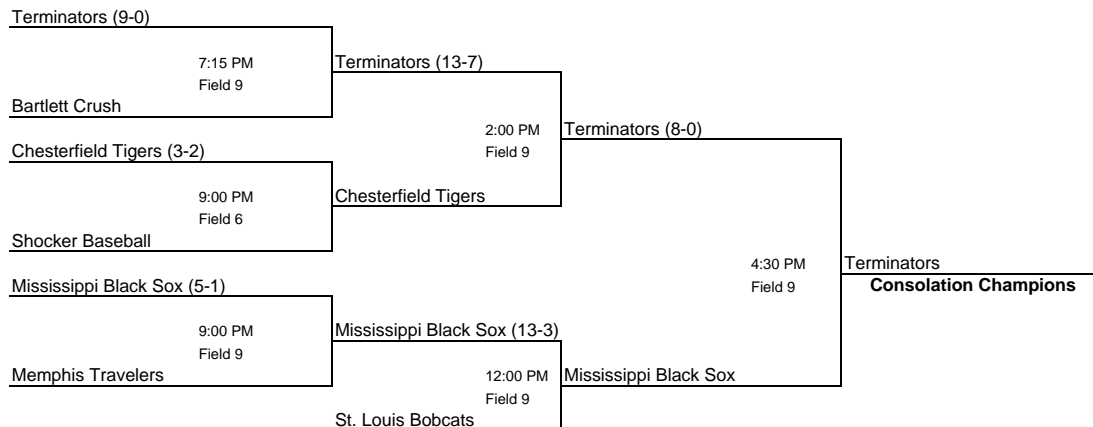 Terminators (9-0)
7:15 PM
Terminators (13-7)
Field 9
Bartlett Crush
2:00 PM
Terminators (8-0)
Chesterfield Tigers (3-2)
Field 9
9:00 PM
Chesterfield Tigers
Field 6
Shocker Baseball
4:30 PM
Terminators
Mississippi Black Sox (5-1)
Field 9
Consolation Champions
9:00 PM
Mississippi Black Sox (13-3)
Field 9
Memphis Travelers
12:00 PM
Mississippi Black Sox
Field 9
St. Louis Bobcats